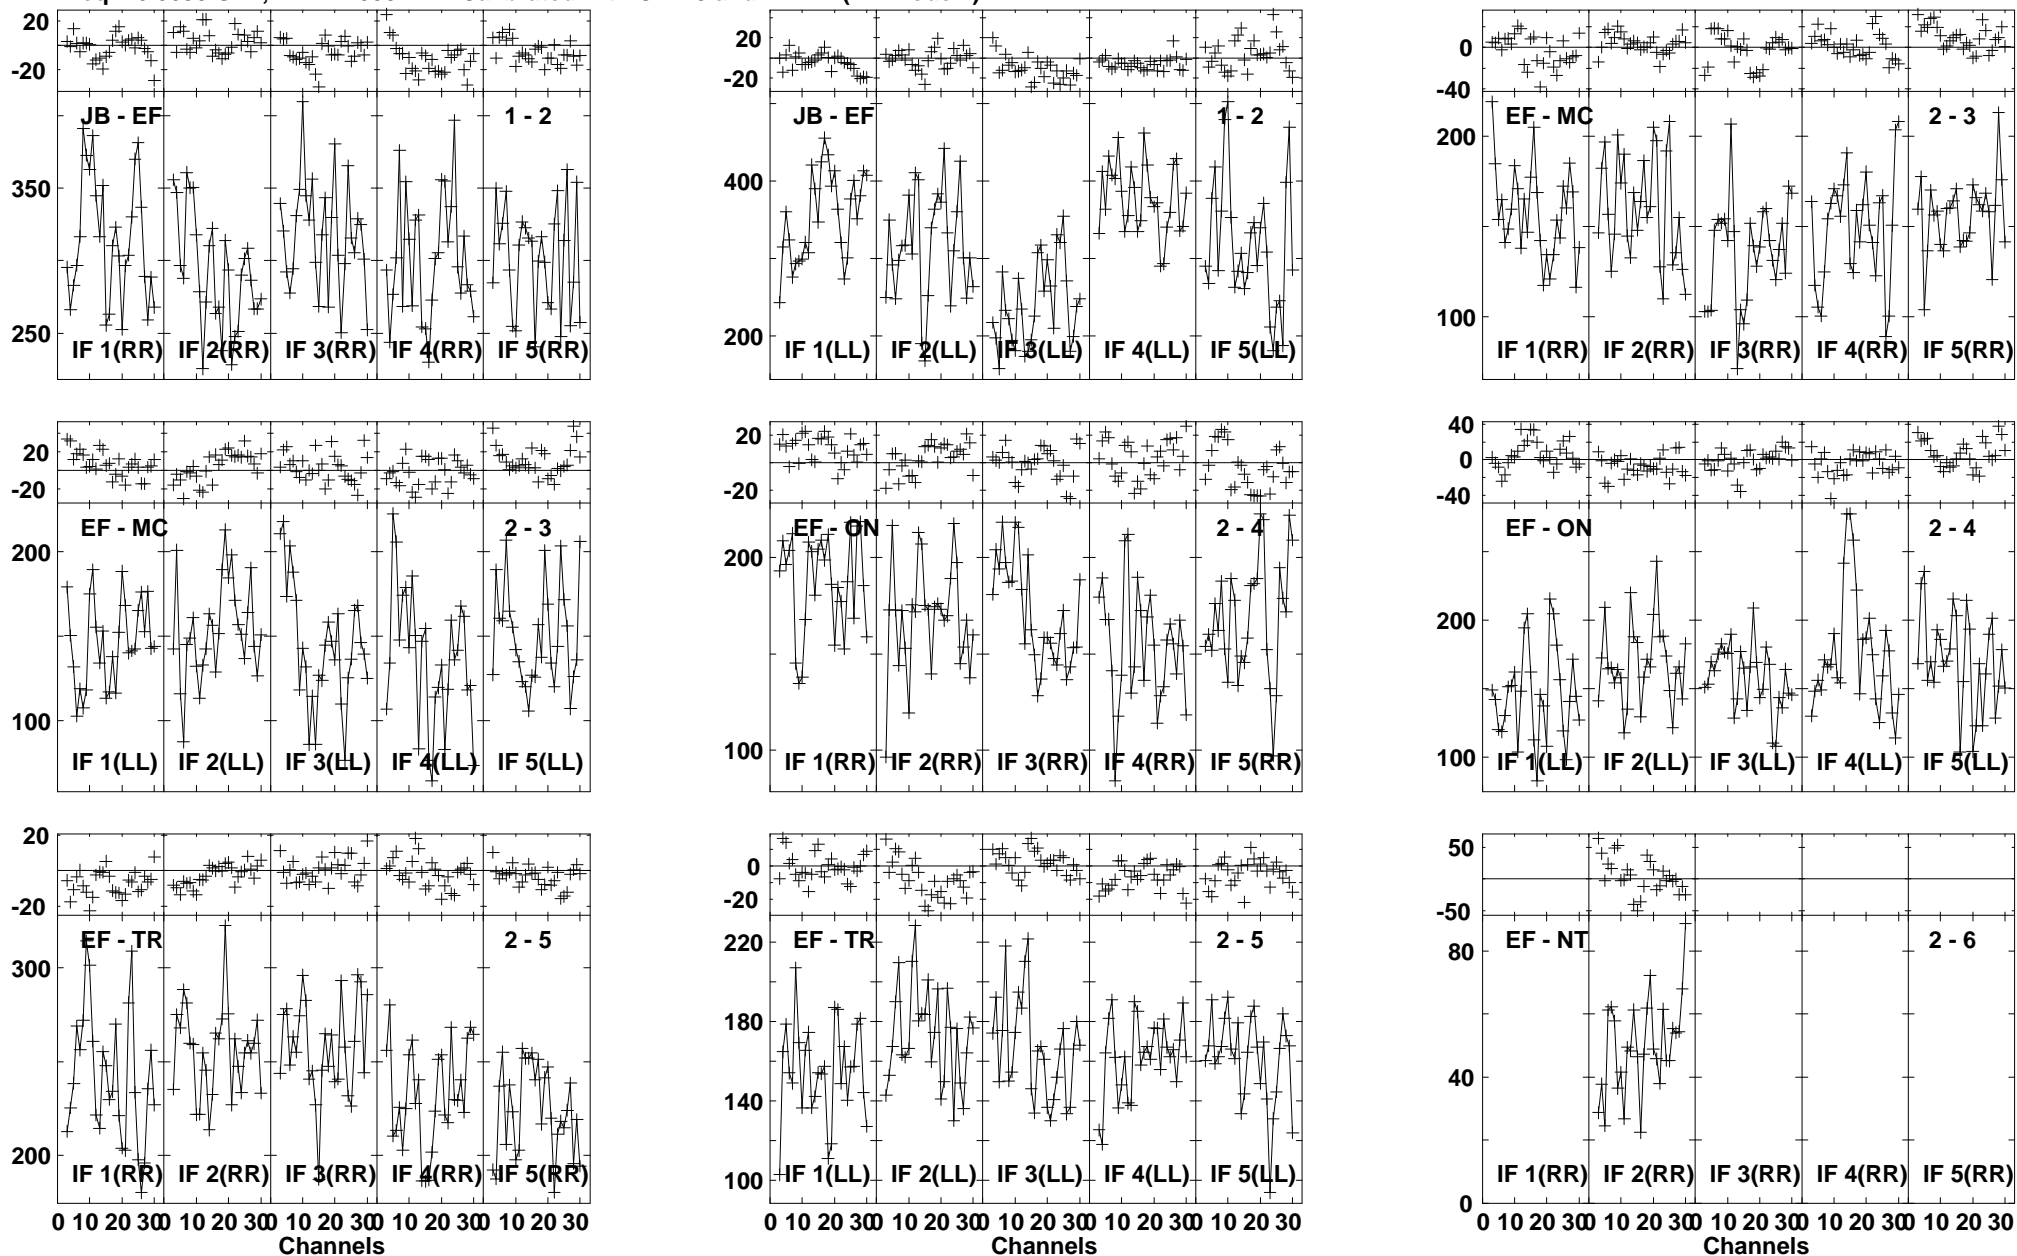 20
-20
JB - EF 1 - 2
350
250
IF 1(RR) IF 2(RR) IF 3(RR) IF 4(RR) IF 5(RR)
20
-20
JB - EF 1 - 2
400
200
IF 1(LL) IF 2(LL) IF 3(LL) IF 4(LL) IF 5(LL)
0
-40
EF - MC 2 - 3
200
100
IF 1(RR) IF 2(RR) IF 3(RR) IF 4(RR) IF 5(RR)
20
-20
EF - MC 2 - 3
200
100
IF 1(LL) IF 2(LL) IF 3(LL) IF 4(LL) IF 5(LL)
20
-20
EF - ON 2 - 4
200
100
IF 1(RR) IF 2(RR) IF 3(RR) IF 4(RR) IF 5(RR)
40
0
-40
EF - ON 2 - 4
200
100
IF 1(LL) IF 2(LL) IF 3(LL) IF 4(LL) IF 5(LL)
20
-20
EF - TR 2 - 5
300
200
IF 1(RR) IF 2(RR) IF 3(RR) IF 4(RR) IF 5(RR)
0 10 20 30 0 10 20 30 0 10 20 30 0 10 20 30 0 10 20 30
Channels
0
-20
EF - TR 2 - 5
220
180
140
100
IF 1(LL) IF 2(LL) IF 3(LL) IF 4(LL) IF 5(LL)
0 10 20 30 0 10 20 30 0 10 20 30 0 10 20 30 0 10 20 30
Channels
50
-50
EF - NT 2 - 6
80
40
0
IF 1(RR) IF 2(RR) IF 3(RR) IF 4(RR) IF 5(RR)
0 10 20 30 0 10 20 30 0 10 20 30 0 10 20 30 0 10 20 30
Channels